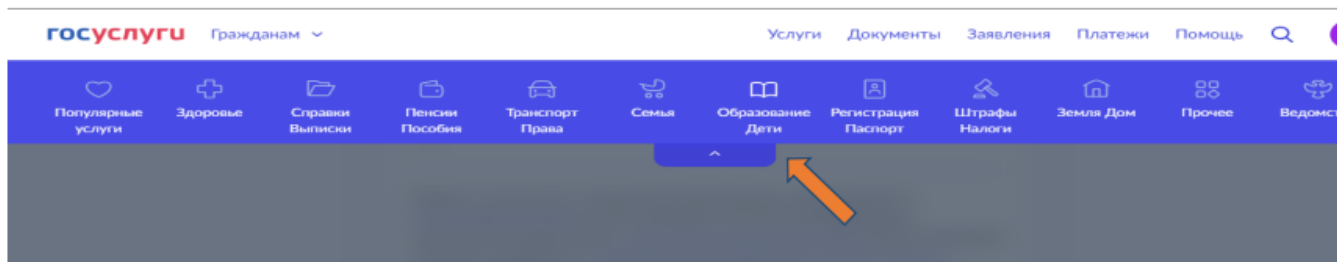 госуслуги Гражданам Услуги Документы Заявления Платежи Помощь
Популярные услуги
Здоровье
Справки Выписки
Пенсии Пособия
Транспорт Права
Семья
Образование Дети
Регистрация Паспорт
Штрафы Налоги
Земля Дом
Прочее
Ведомст